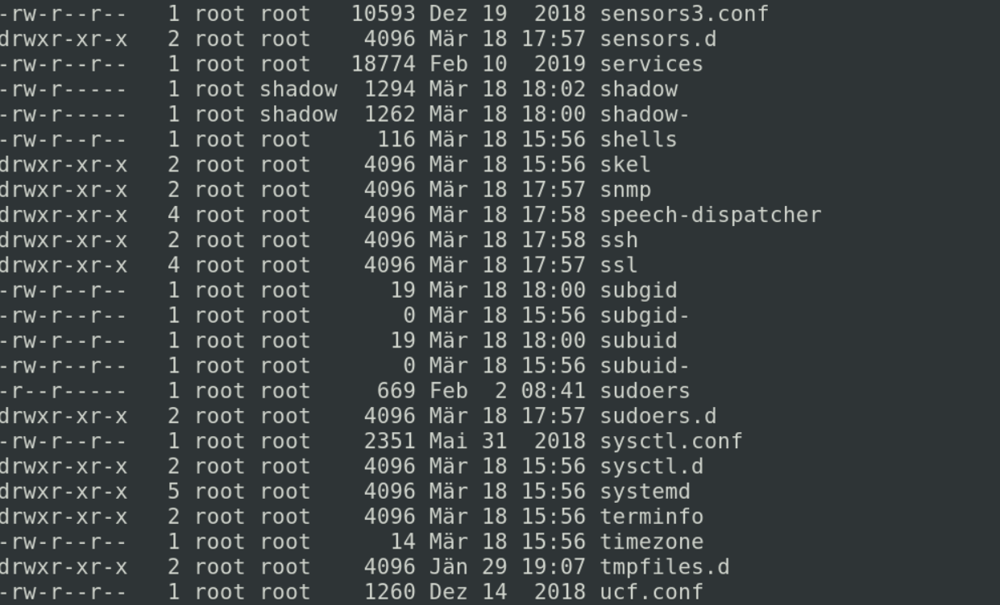 -rw-r--r--   1 root root   10593 Dez 19  2018 sensors3.conf
drwxr-xr-x   2 root root    4096 Mär 18 17:57 sensors.d
-rw-r--r--   1 root root   18774 Feb 10  2019 services
-rw-r-----   1 root shadow  1294 Mär 18 18:02 shadow
-rw-r-----   1 root shadow  1262 Mär 18 18:00 shadow-
-rw-r--r--   1 root root     116 Mär 18 15:56 shells
drwxr-xr-x   2 root root    4096 Mär 18 15:56 skel
drwxr-xr-x   2 root root    4096 Mär 18 17:57 snmp
drwxr-xr-x   4 root root    4096 Mär 18 17:58 speech-dispatcher
drwxr-xr-x   2 root root    4096 Mär 18 17:58 ssh
drwxr-xr-x   4 root root    4096 Mär 18 17:57 ssl
-rw-r--r--   1 root root      19 Mär 18 18:00 subgid
-rw-r--r--   1 root root       0 Mär 18 15:56 subgid-
-rw-r--r--   1 root root      19 Mär 18 18:00 subuid
-rw-r--r--   1 root root       0 Mär 18 15:56 subuid-
-r--r-----   1 root root     669 Feb  2 08:41 sudoers
drwxr-xr-x   2 root root    4096 Mär 18 17:57 sudoers.d
-rw-r--r--   1 root root    2351 Mai 31  2018 sysctl.conf
drwxr-xr-x   2 root root    4096 Mär 18 15:56 sysctl.d
drwxr-xr-x   5 root root    4096 Mär 18 15:56 systemd
drwxr-xr-x   2 root root    4096 Mär 18 15:56 terminfo
-rw-r--r--   1 root root      14 Mär 18 15:56 timezone
drwxr-xr-x   2 root root    4096 Jän 29 19:07 tmpfiles.d
-rw-r--r--   1 root root    1260 Dez 14  2018 ucf.conf